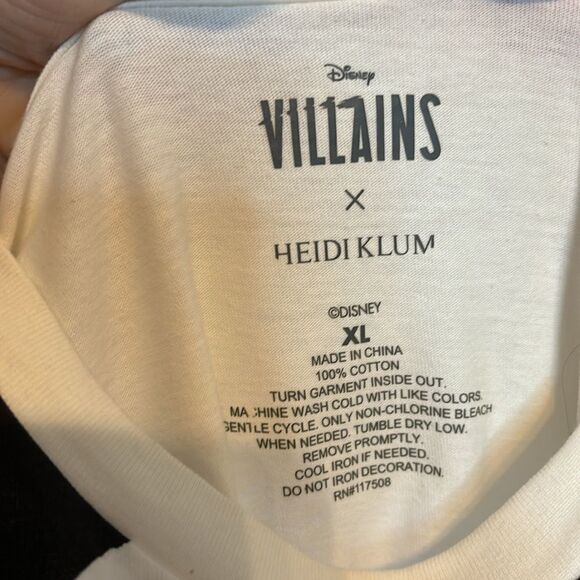 Disney
VILLAINS
×
HEIDI KLUM
©DISNEY
XL
MADE IN CHINA
100% COTTON
TURN GARMENT INSIDE OUT.
MACHINE WASH COLD WITH LIKE COLORS.
GENTLE CYCLE. ONLY NON-CHLORINE BLEACH
WHEN NEEDED. TUMBLE DRY LOW.
REMOVE PROMPTLY.
COOL IRON IF NEEDED.
DO NOT IRON DECORATION.
RN#117508